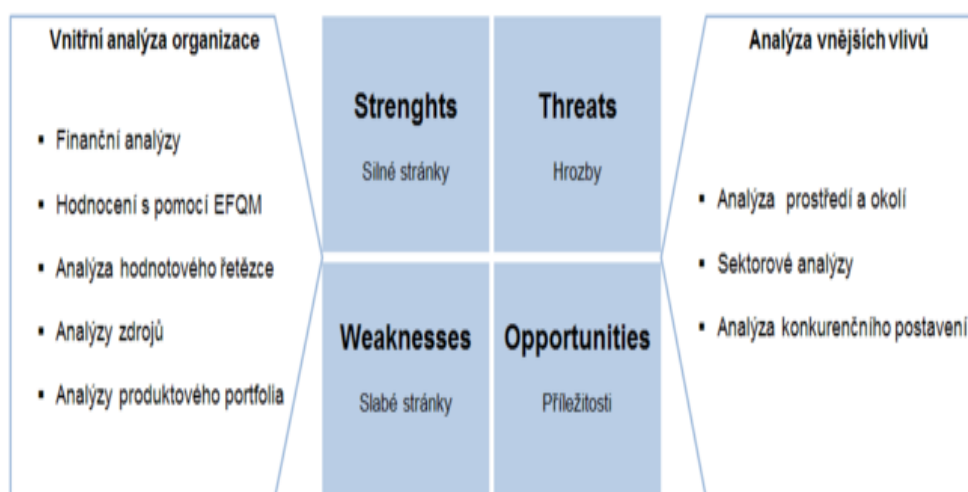 Vnitřní analýza organizace
▪ Finanční analýzy
▪ Hodnocení s pomocí EFQM
▪ Analýza hodnotového řetězce
▪ Analýzy zdrojů
▪ Analýzy produktového portfolia
Strenghts
Silné stránky
Threats
Hrozby
Weaknesses
Slabé stránky
Opportunities
Příležitosti
Analýza vnějších vlivů
▪ Analýza prostředí a okolí
▪ Sektorové analýzy
▪ Analýza konkurenčního postavení